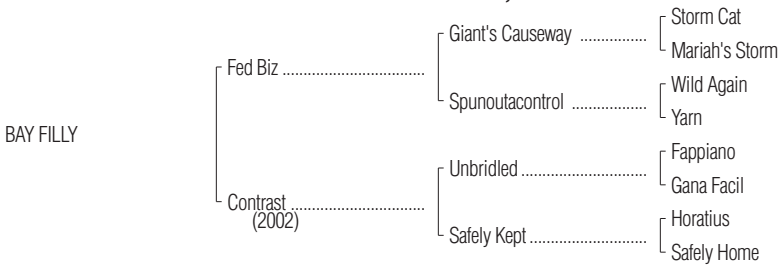 Storm Cat
Giant's Causeway ................
Mariah's Storm
Fed Biz .................................
Wild Again
Spunoutacontrol ..................
Yarn
BAY FILLY
Fappiano
Unbridled .............................
Gana Facil
Contrast ...............................
(2002)
Horatius
Safely Kept ...........................
Safely Home